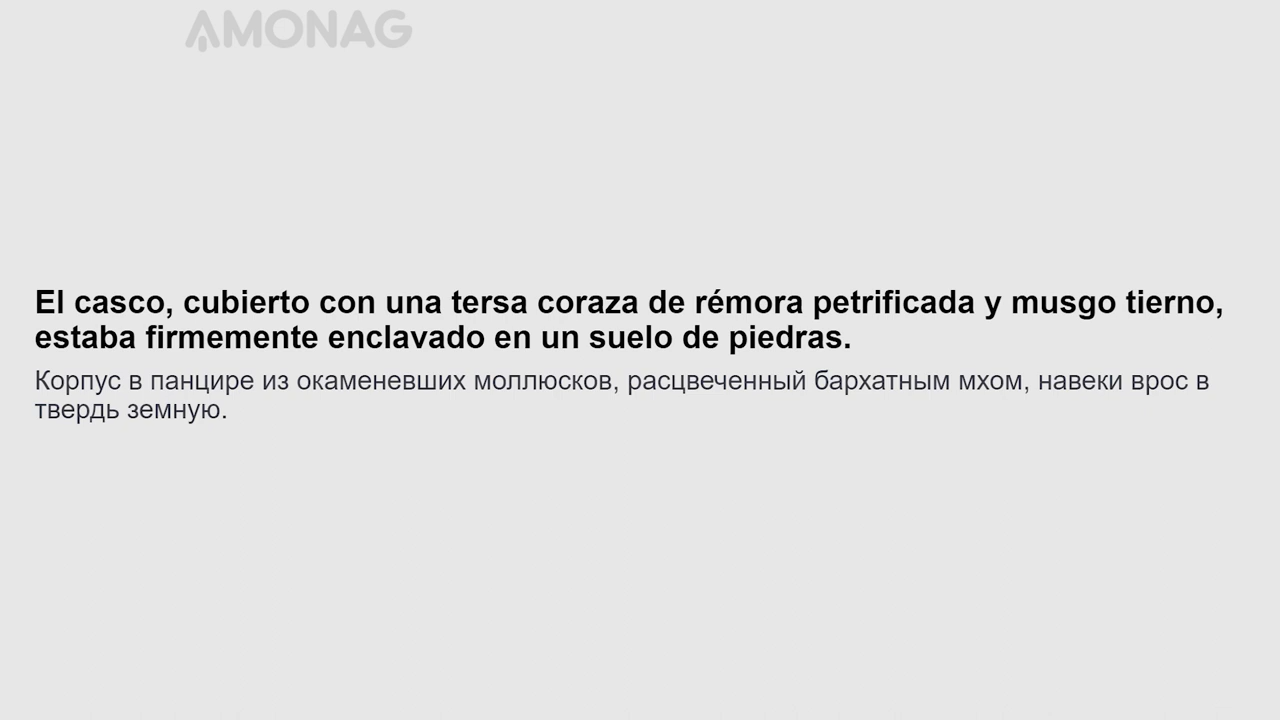 AMONAG
El casco, cubierto con una tersa coraza de rémora petrificada y musgo tierno,
estaba firmemente enclavado en un suelo de piedras.
Корпус в панцире из окаменевших моллюсков, расцвеченный бархатным мхом, навеки врос в
твердь земную.